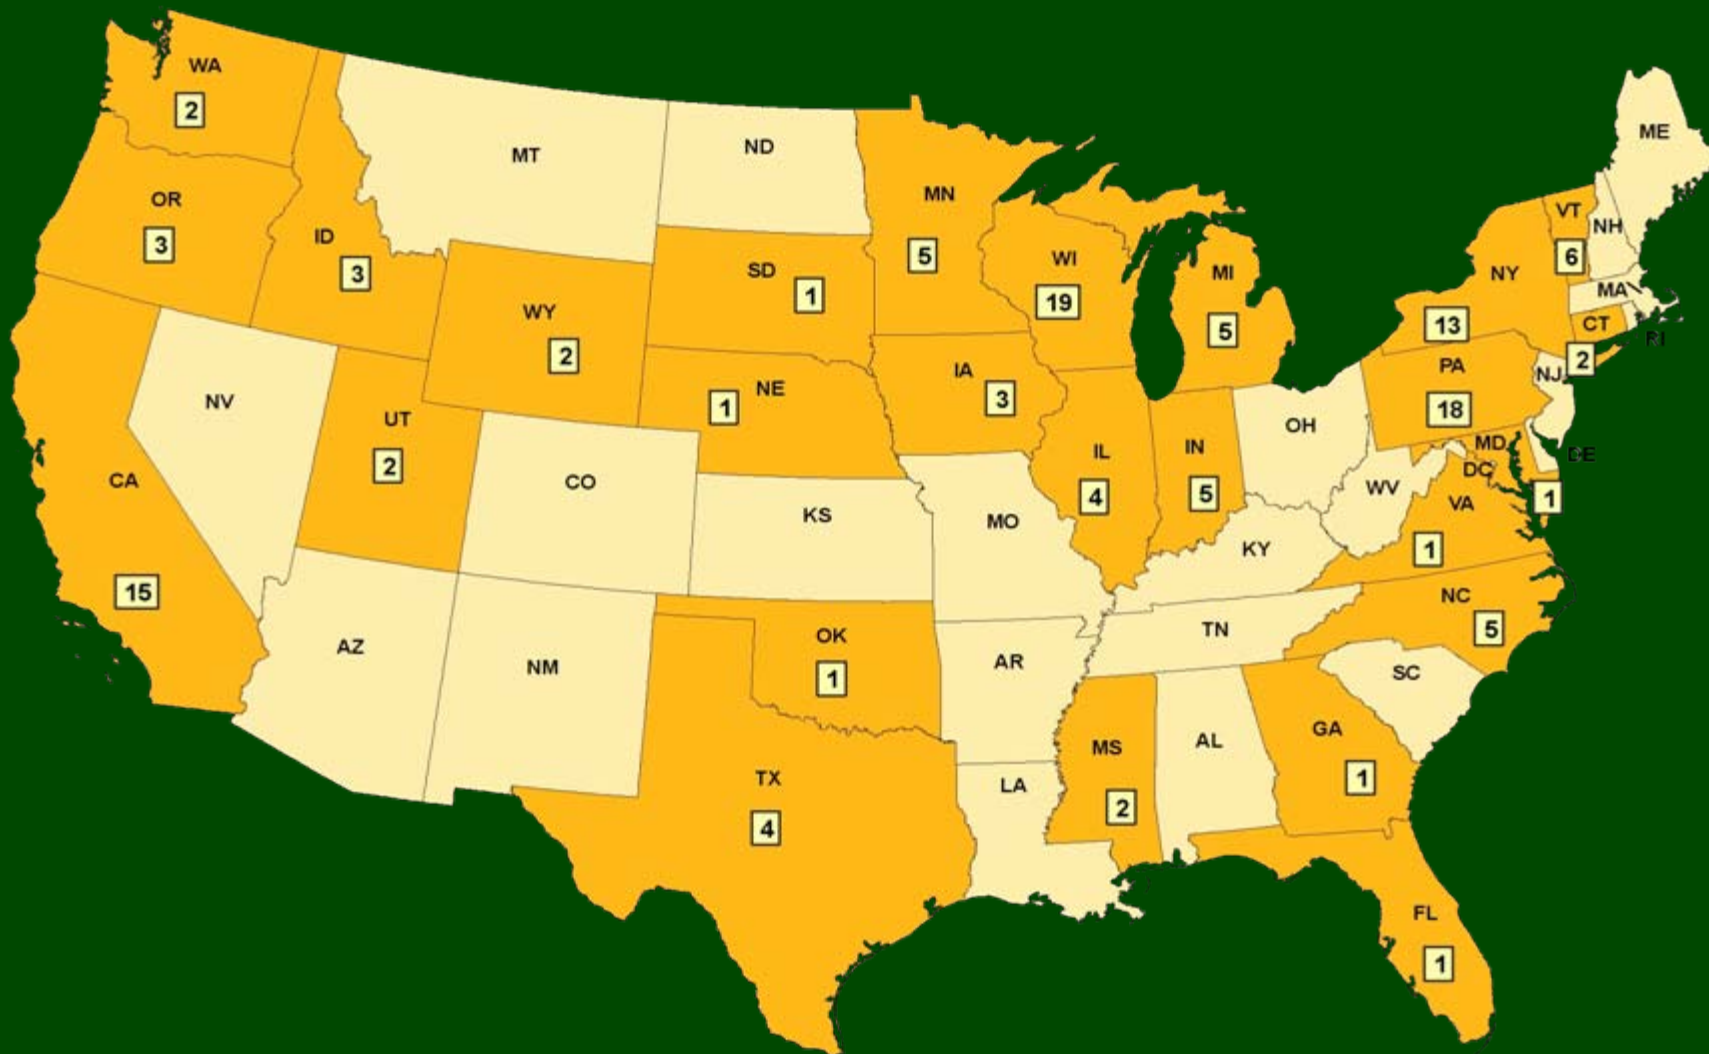 WA
2
OR
3
ID
3
MT
ND
MN
5
SD
1
WY
2
NE
1
IA
3
WI
19
MI
5
NV
UT
2
CA
15
CO
KS
MO
IL
4
IN
5
OH
KY
WV
PA
18
NY
13
VT
6
NH
ME
MA
CT
2
RI
NJ
DE
MD
1
DC
VA
1
NC
5
TN
SC
AZ
NM
OK
1
AR
TX
4
LA
MS
2
AL
GA
1
FL
1